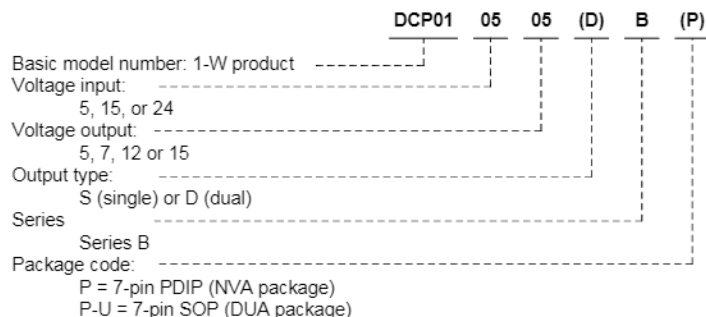 DCP01 05 05 (D) B (P)
Basic model number: 1-W product
Voltage input:
5, 15, or 24
Voltage output:
5, 7, 12 or 15
Output type:
S (single) or D (dual)
Series
Series B
Package code:
P = 7-pin PDIP (NVA package)
P-U = 7-pin SOP (DUA package)